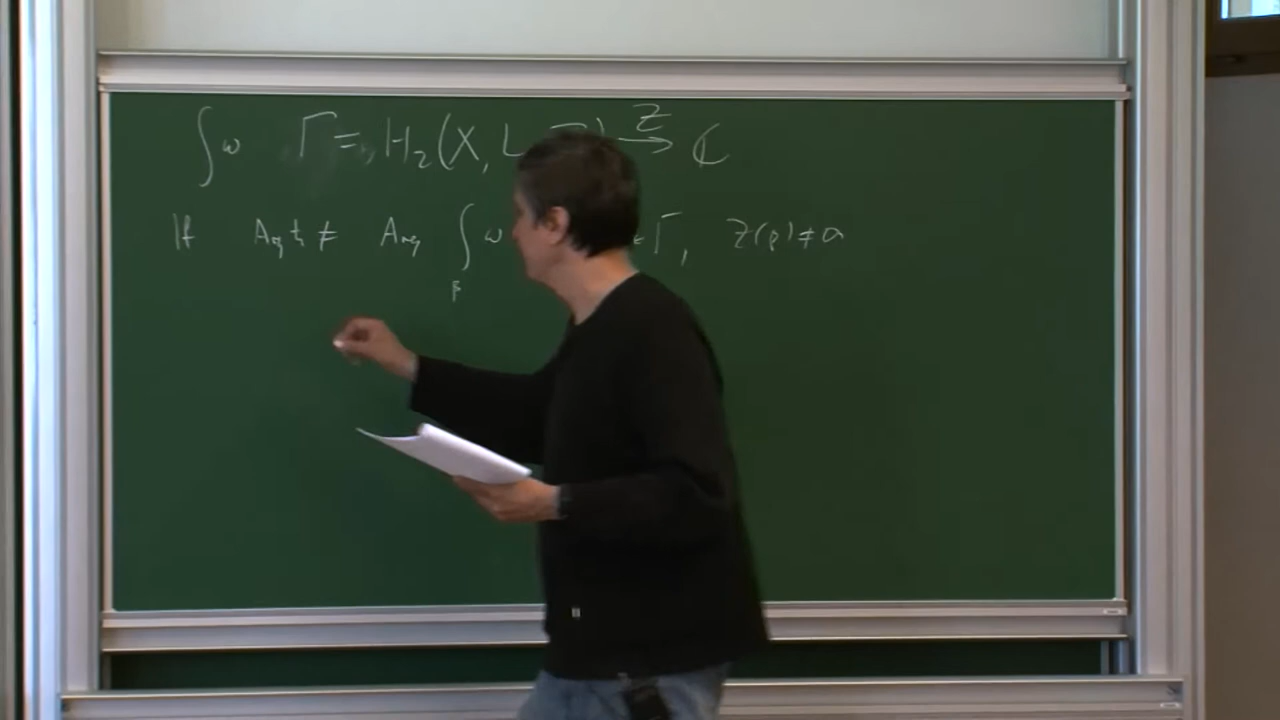 ∫ω Γ = H₂(X, L Z) →^Z ℂ
If Arg ħ ≠ Arg ∫_β ω ∈ Γ, Z(β) ≠ 0